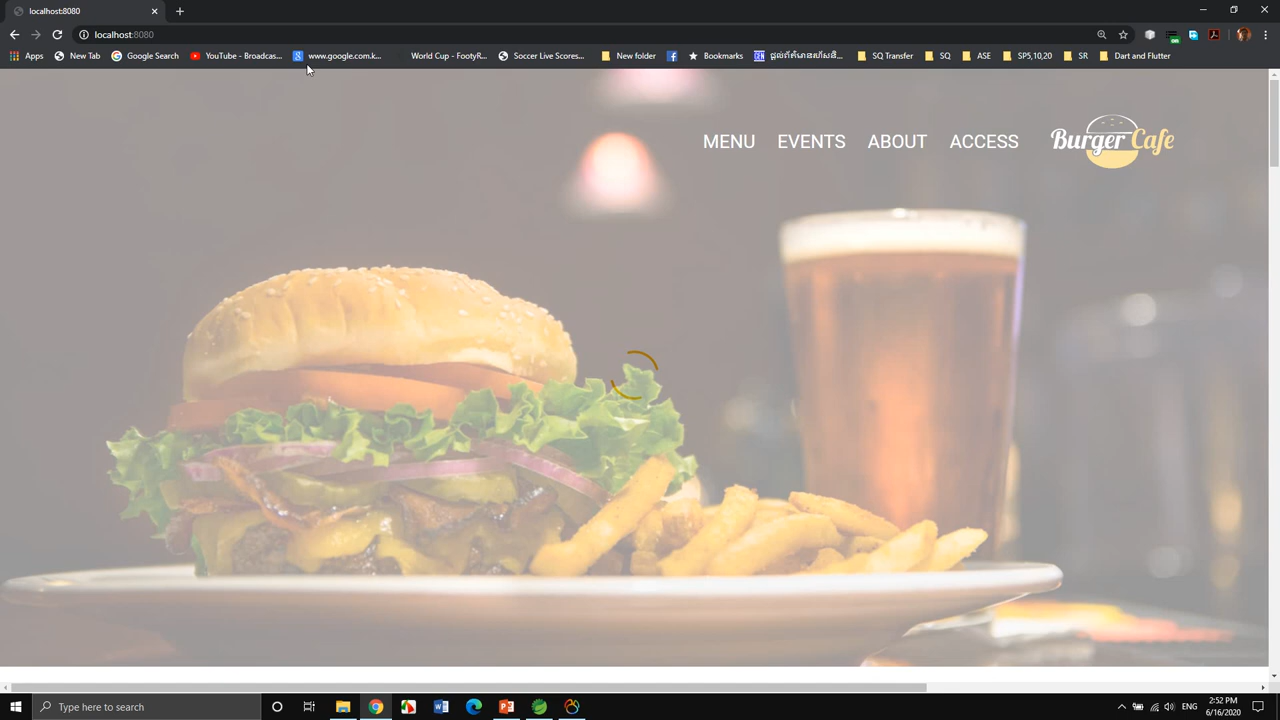 localhost:8080
localhost:8080
Apps
New Tab
Google Search
YouTube - Broadcas...
www.google.com.k...
World Cup - FootyR...
Soccer Live Scores...
New folder
Bookmarks
SQ Transfer
SQ
ASE
SP5,10,20
SR
Dart and Flutter
MENU
EVENTS
ABOUT
ACCESS
Burger Cafe
Type here to search
ENG
2:52 PM
6/16/2020